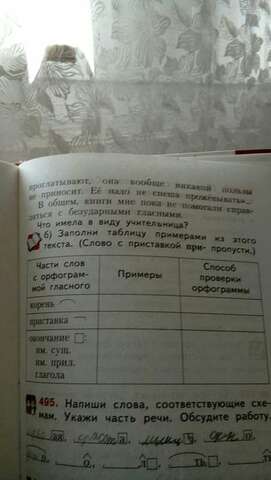 проглатывают, она вообще никакой пользы
не приносит. Её надо не спеша прожёвывать»...
В общем, книги мне пока не помогали справ-
ляться с безударными гласными.
Что имела в виду учительница?
б) Заполни таблицу примерами из этого
текста. (Слово с приставкой при- пропусти.)
Части слов с орфограм- мой гласного
Примеры
Способ проверки орфограммы
корень
приставка
окончание
им. сущ.
им. прил.
глагола
495. Напиши слова, соответствующие схе-
мам. Укажи часть речи. Обсудите работу.
ая
а
о